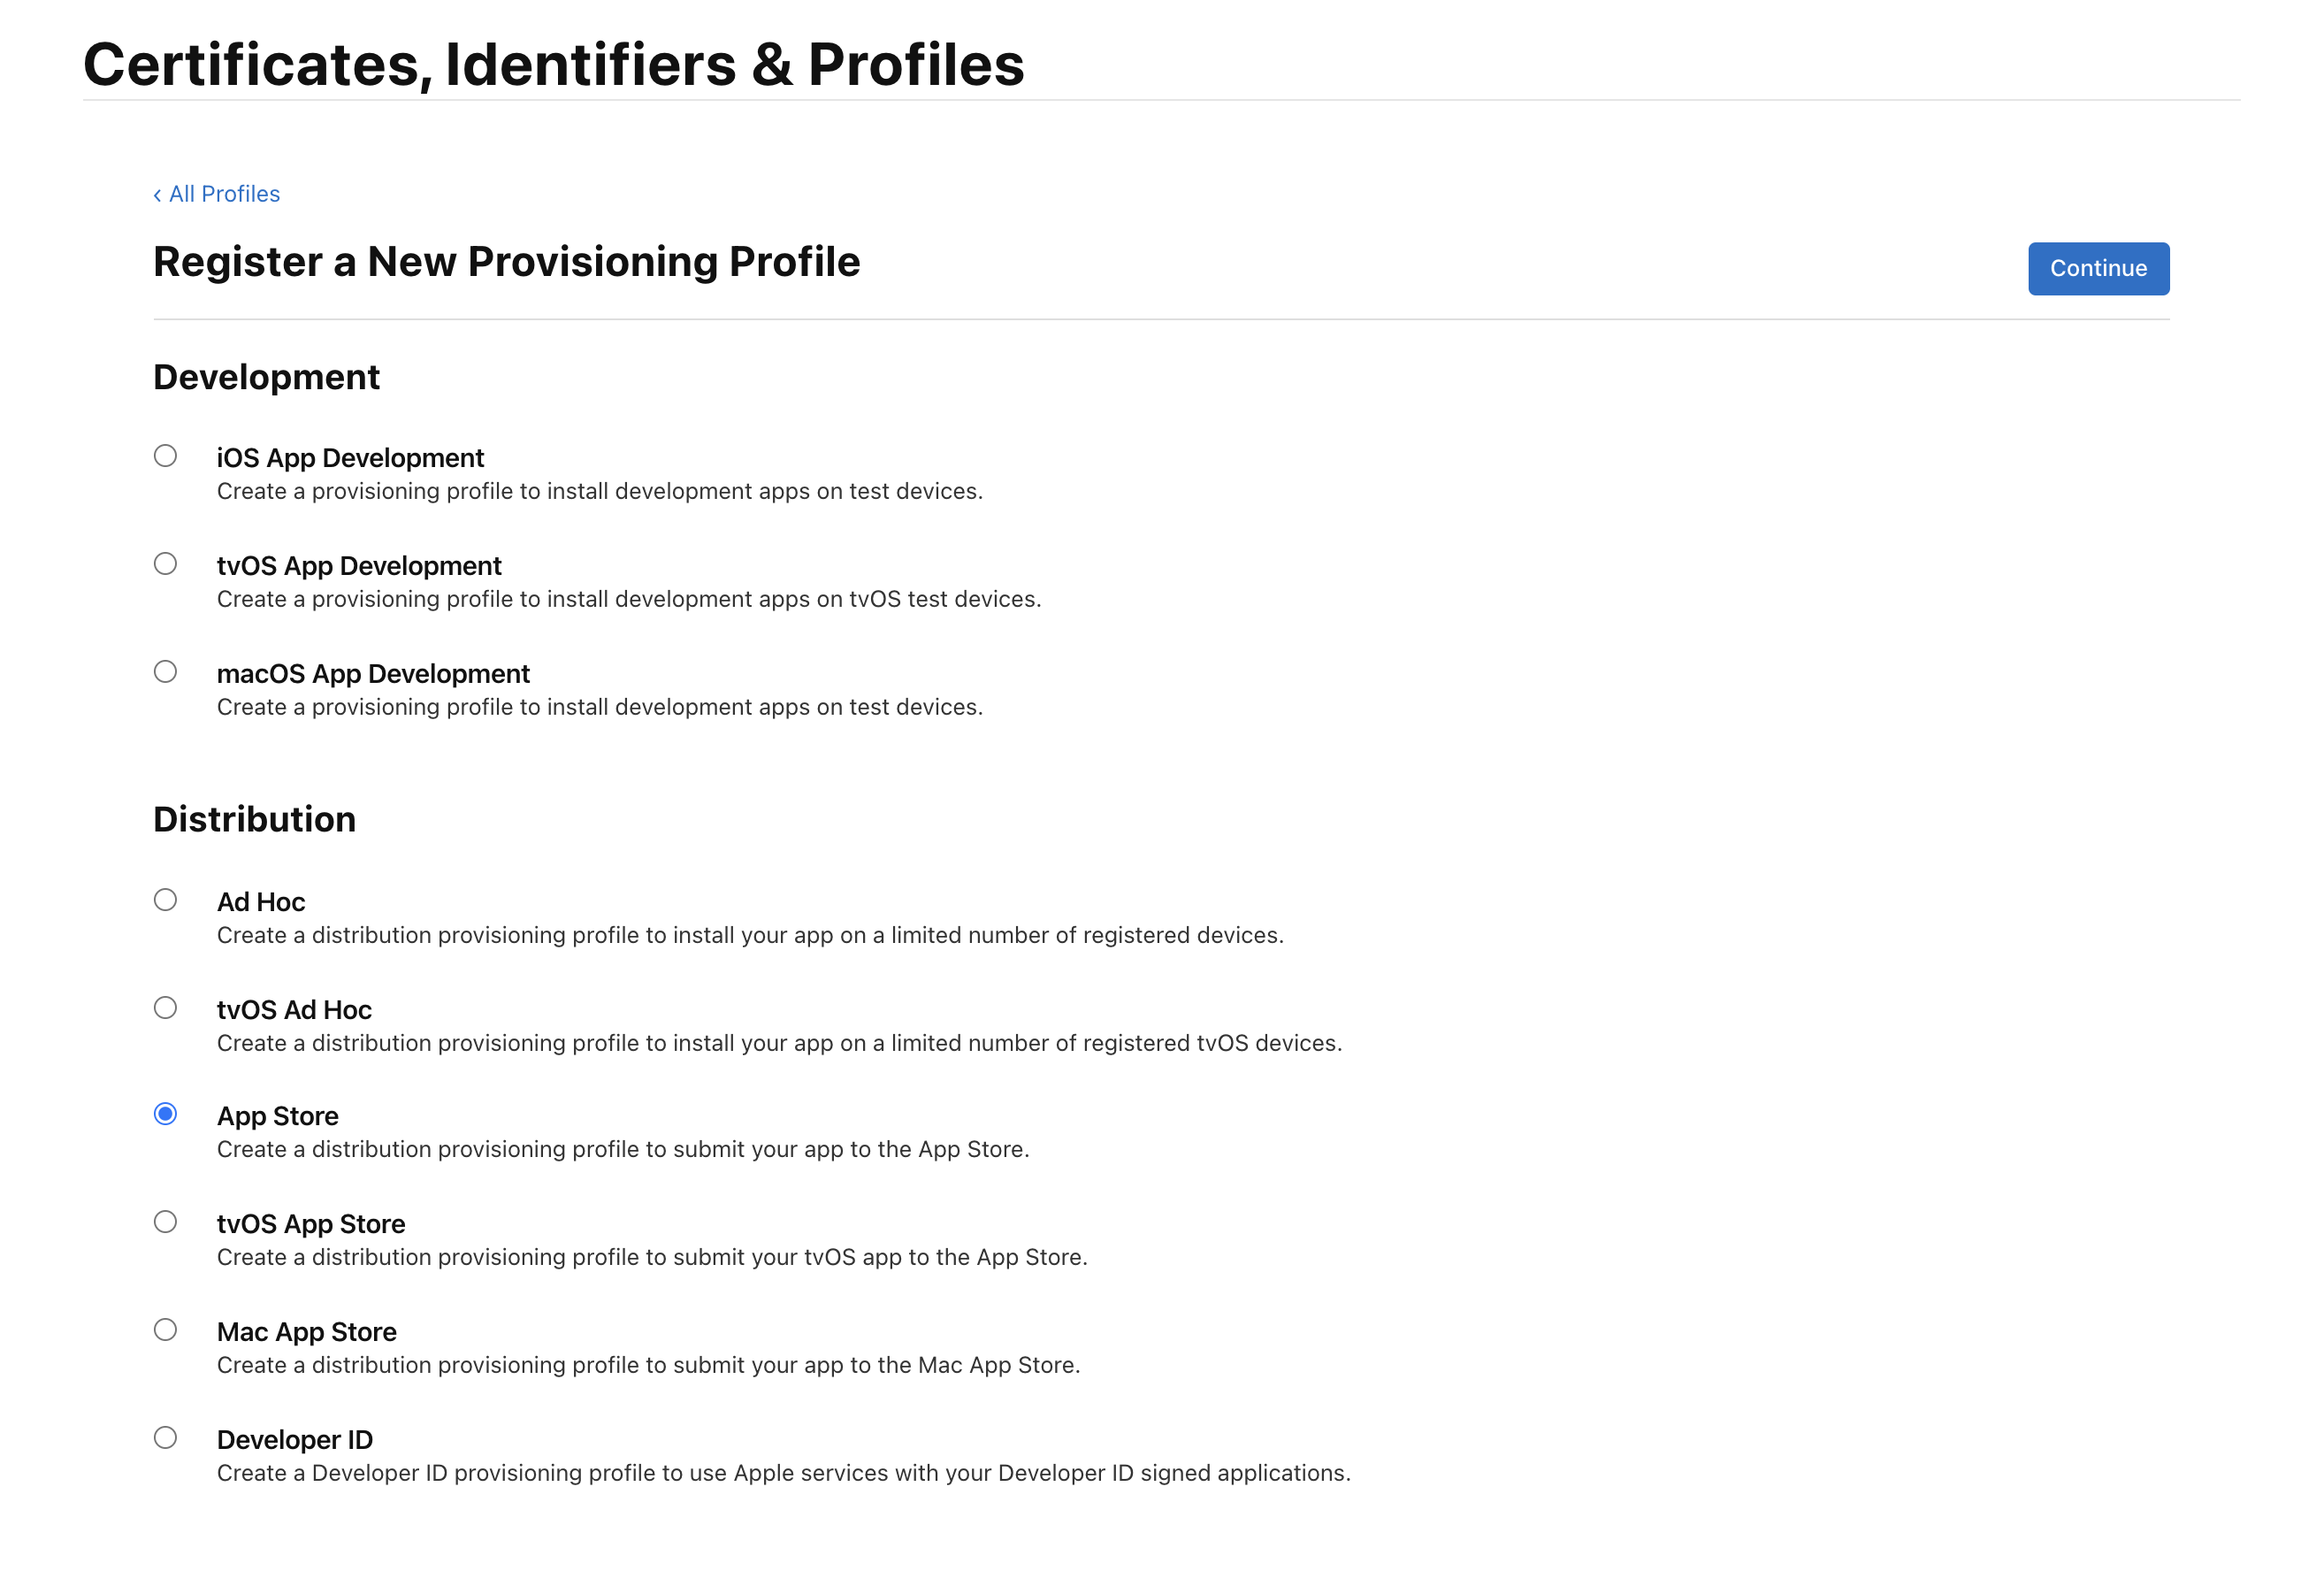 Certificates, Identifiers & Profiles
‹ All Profiles
Register a New Provisioning Profile
Continue
Development
iOS App Development
Create a provisioning profile to install development apps on test devices.
tvOS App Development
Create a provisioning profile to install development apps on tvOS test devices.
macOS App Development
Create a provisioning profile to install development apps on test devices.
Distribution
Ad Hoc
Create a distribution provisioning profile to install your app on a limited number of registered devices.
tvOS Ad Hoc
Create a distribution provisioning profile to install your app on a limited number of registered tvOS devices.
App Store
Create a distribution provisioning profile to submit your app to the App Store.
tvOS App Store
Create a distribution provisioning profile to submit your tvOS app to the App Store.
Mac App Store
Create a distribution provisioning profile to submit your app to the Mac App Store.
Developer ID
Create a Developer ID provisioning profile to use Apple services with your Developer ID signed applications.